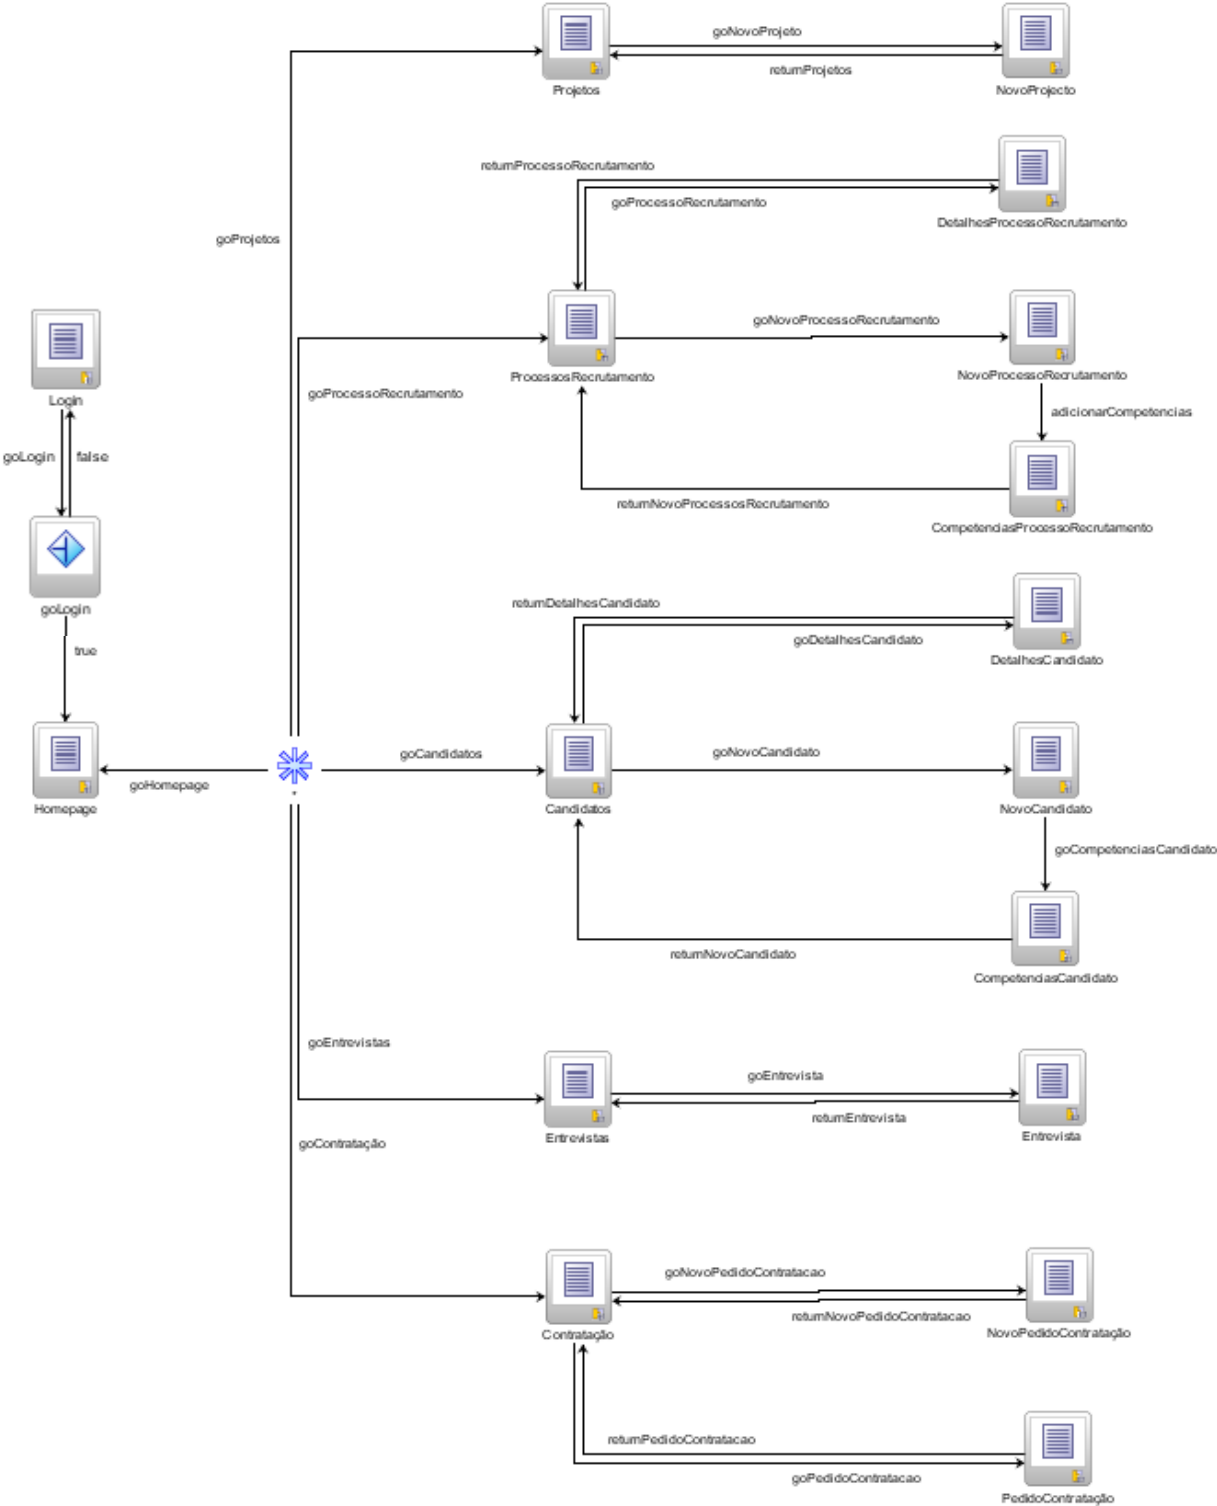 goNovoProjeto
returnProjetos
Projetos
NovoProjecto
returnProcessoRecrutamento
goProcessoRecrutamento
DetalhesProcessoRecrutamento
goProjetos
goNovoProcessoRecrutamento
ProcessosRecrutamento
NovoProcessoRecrutamento
goProcessoRecrutamento
Login
adicionarCompetencias
goLogin
false
returnNovoProcessosRecrutamento
CompetenciasProcessoRecrutamento
goLogin
returnDetalhesCandidato
goDetalhesCandidato
true
DetalhesCandidato
goCandidatos
goNovoCandidato
goHomepage
*
Homepage
Candidatos
NovoCandidato
goCompetenciasCandidato
returnNovoCandidato
CompetenciasCandidato
goEntrevistas
goEntrevista
returnEntrevista
Entrevistas
Entrevista
goContratação
goNovoPedidoContratacao
returnNovoPedidoContratacao
Contratação
NovoPedidoContratação
returnPedidoContratacao
goPedidoContratacao
PedidoContratação